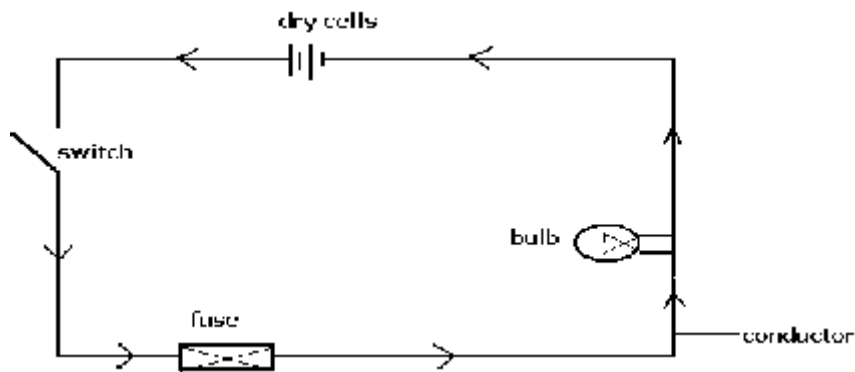 dry cells
switch
bulb
fuse
conductor